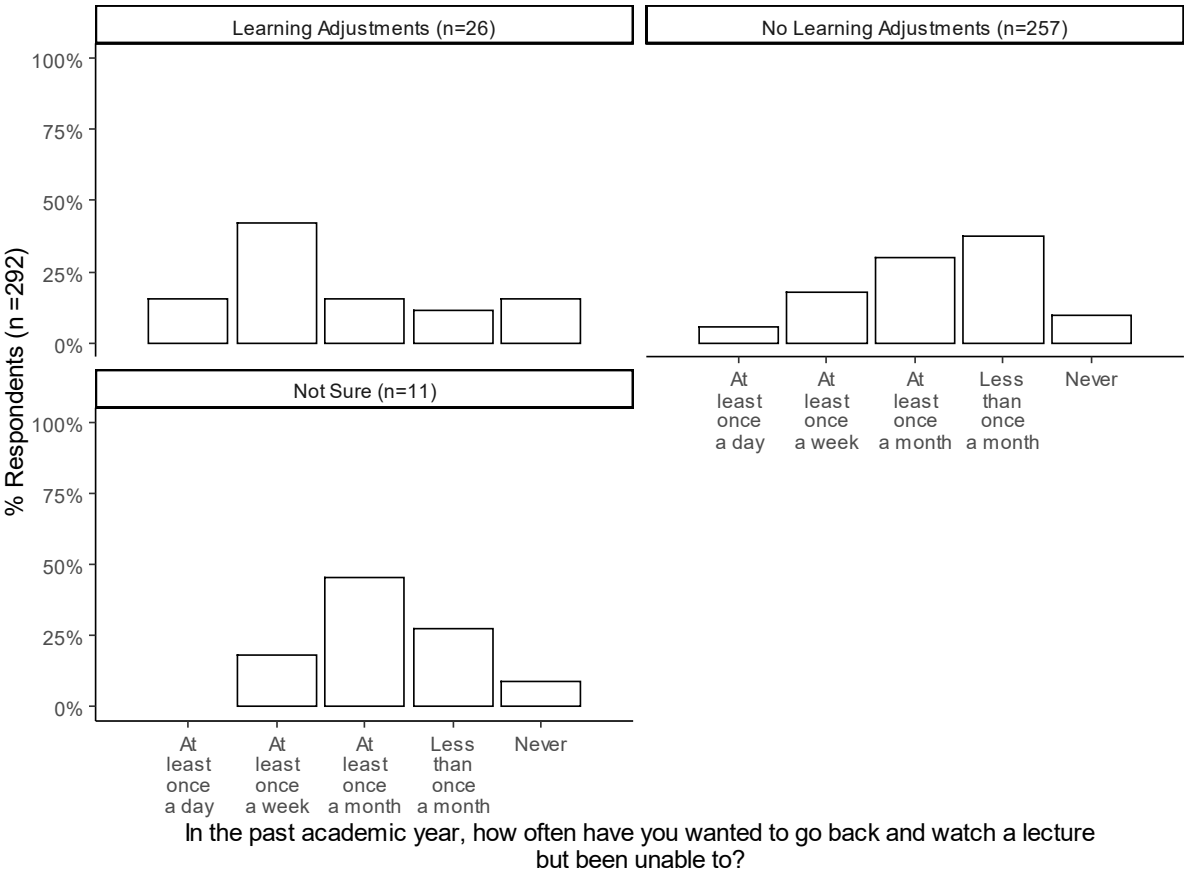 Learning Adjustments (n=26)
No Learning Adjustments (n=257)
100%
75%
50%
25%
0%
At least once a day
At least once a week
At least once a month
Less than once a month
Never
Not Sure (n=11)
100%
75%
50%
25%
0%
At least once a day
At least once a week
At least once a month
Less than once a month
Never
% Respondents (n =292)
In the past academic year, how often have you wanted to go back and watch a lecture
but been unable to?